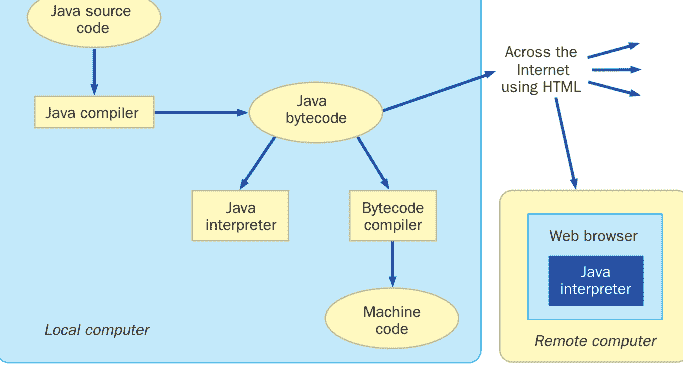 Java source
code
Java compiler
Java
bytecode
Across the
Internet
using HTML
Java
interpreter
Bytecode
compiler
Machine
code
Local computer
Web browser
Java
interpreter
Remote computer